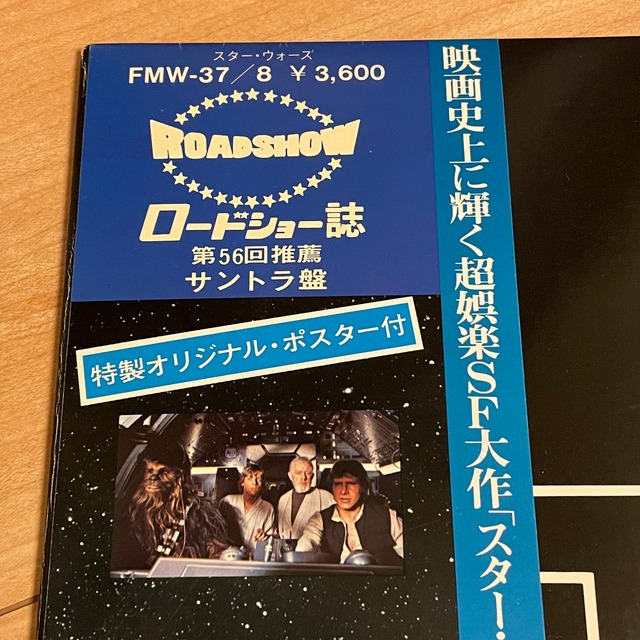 スター・ウォーズ
FMW-37/8 ¥3,600
ROADSHOW
ロードショー誌
第56回推薦
サントラ盤
特製オリジナル・ポスター付
映画史上に輝く超娯楽SF大作「スター・